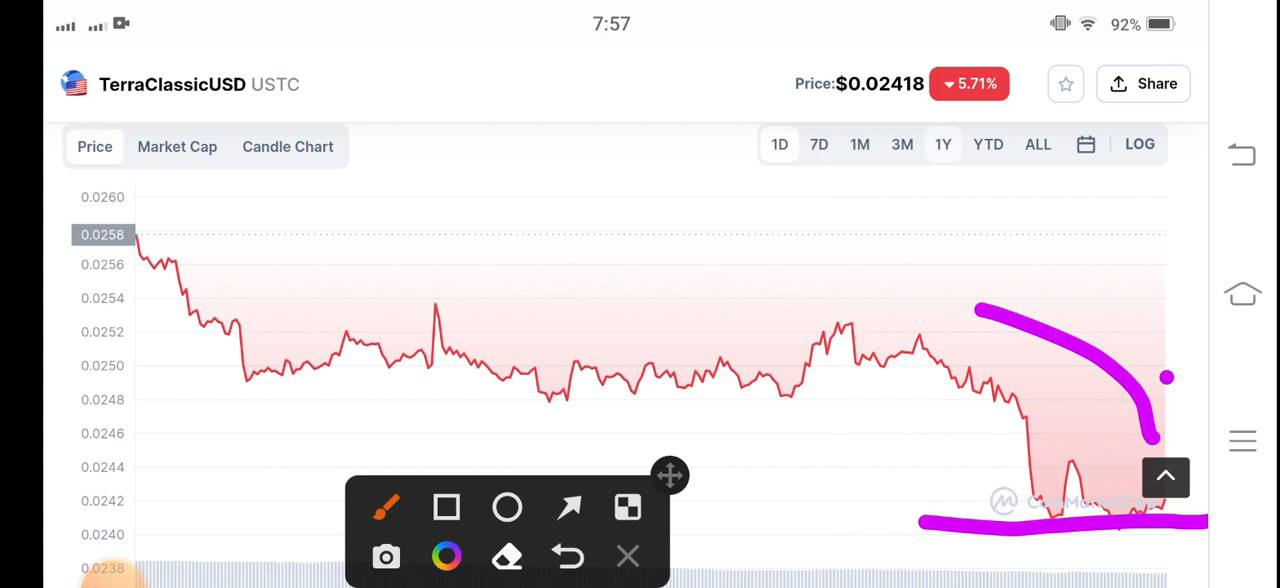 7:57
92%
TerraClassicUSD USTC
Price:$0.02418 5.71%
Share
Price Market Cap Candle Chart
1D 7D 1M 3M 1Y YTD ALL LOG
0.0260
0.0258
0.0256
0.0254
0.0252
0.0250
0.0248
0.0246
0.0244
0.0242
0.0240
0.0238